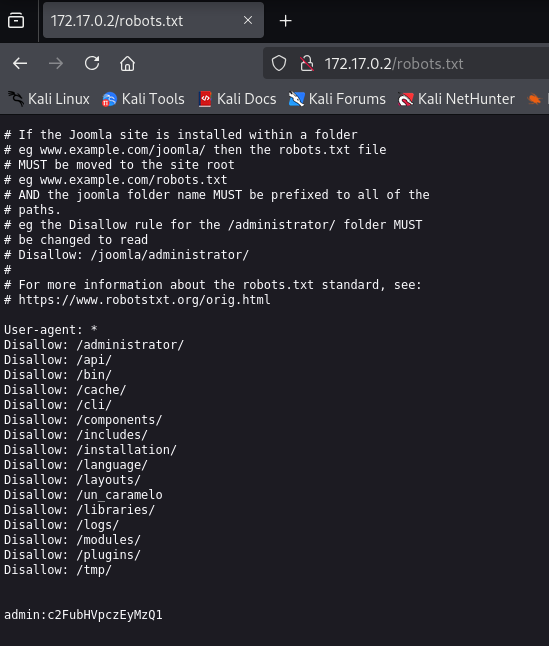 172.17.0.2/robots.txt
172.17.0.2/robots.txt
Kali Linux Kali Tools Kali Docs Kali Forums Kali NetHunter
# If the Joomla site is installed within a folder
# eg www.example.com/joomla/ then the robots.txt file
# MUST be moved to the site root
# eg www.example.com/robots.txt
# AND the joomla folder name MUST be prefixed to all of the
# paths.
# eg the Disallow rule for the /administrator/ folder MUST
# be changed to read
# Disallow: /joomla/administrator/
#
# For more information about the robots.txt standard, see:
# https://www.robotstxt.org/orig.html
User-agent: *
Disallow: /administrator/
Disallow: /api/
Disallow: /bin/
Disallow: /cache/
Disallow: /cli/
Disallow: /components/
Disallow: /includes/
Disallow: /installation/
Disallow: /language/
Disallow: /layouts/
Disallow: /un_caramelo
Disallow: /libraries/
Disallow: /logs/
Disallow: /modules/
Disallow: /plugins/
Disallow: /tmp/
admin:c2FubHVpczEyMzQ1